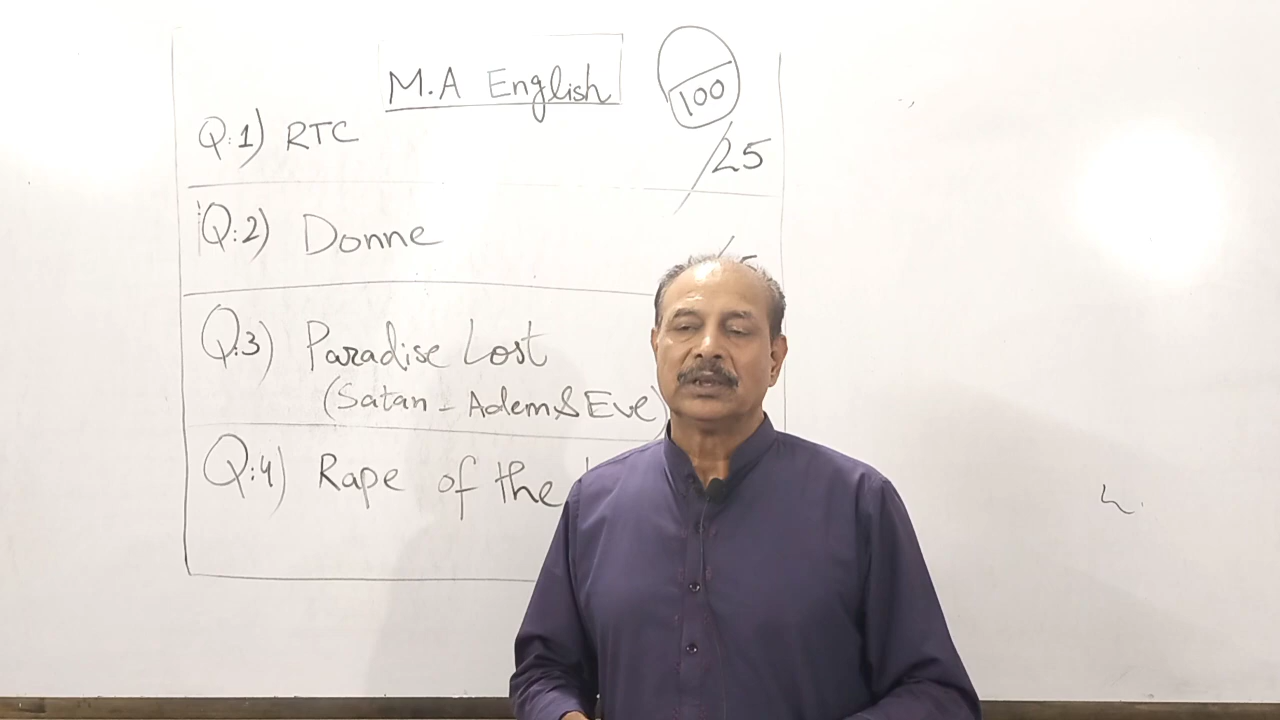 M.A English
100
Q:1) RTC
/25
Q:2) Donne
Q:3) Paradise Lost
(Satan - Adem & Eve)
Q:4) Rape of the